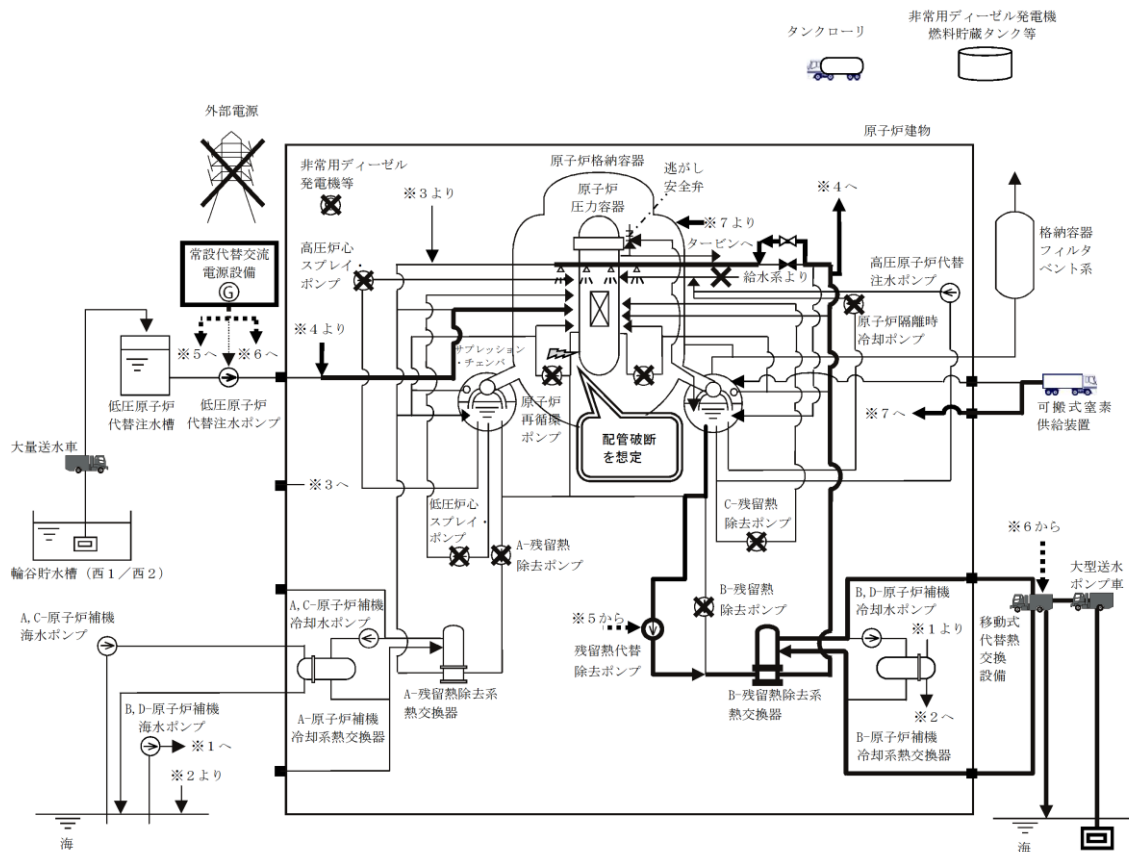 非常用ディーゼル発電機
燃料貯蔵タンク等
タンクローリ
外部電源
原子炉建物
非常用ディーゼル
発電機等
原子炉格納容器
逃がし
安全弁
原子炉
圧力容器
※3より
※4へ
※7より
タービンへ
格納容器
フィルタ
ベント系
常設代替交流
電源設備
G
高圧炉心
スプレイ・
ポンプ
給水系より
高圧原子炉代替
注水ポンプ
※4より
※5へ
※6へ
原子炉隔離時
冷却ポンプ
サプレッション
・チェンバ
低圧原子炉
代替注水槽
低圧原子炉
代替注水ポンプ
原子炉
再循環
ポンプ
可搬式窒素
供給装置
※7へ
配管破断
を想定
大量送水車
※3へ
低圧炉心
スプレイ・
ポンプ
C-残留熱
除去ポンプ
A-残留熱
除去ポンプ
※6から
輪谷貯水槽(西1/西2)
大型送水
ポンプ車
A,C-原子炉補機
海水ポンプ
A,C-原子炉補機
冷却水ポンプ
B-残留熱
除去ポンプ
B,D-原子炉補機
冷却水ポンプ
※5から
※1より
移動式
代替熱
交換
設備
残留熱代替
除去ポンプ
A-残留熱除去系
熱交換器
B-残留熱除去系
熱交換器
B,D-原子炉補機
海水ポンプ
A-原子炉補機
冷却系熱交換器
※2へ
※1へ
B-原子炉補機
冷却系熱交換器
※2より
海
海